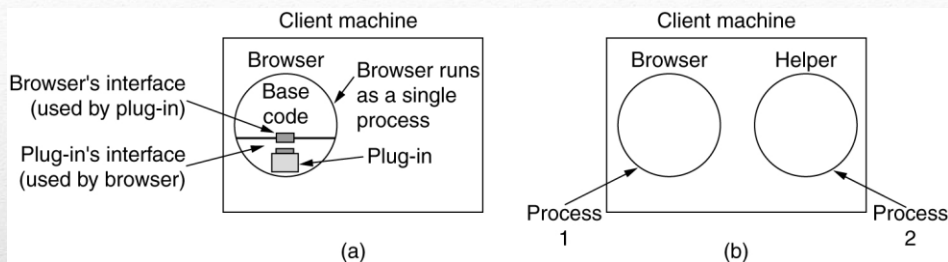 Client machine
Browser
Browser's interface
(used by plug-in)
Base
code
Browser runs
as a single
process
Plug-in's interface
(used by browser)
Plug-in
(a)
Client machine
Browser
Helper
Process
1
Process
2
(b)